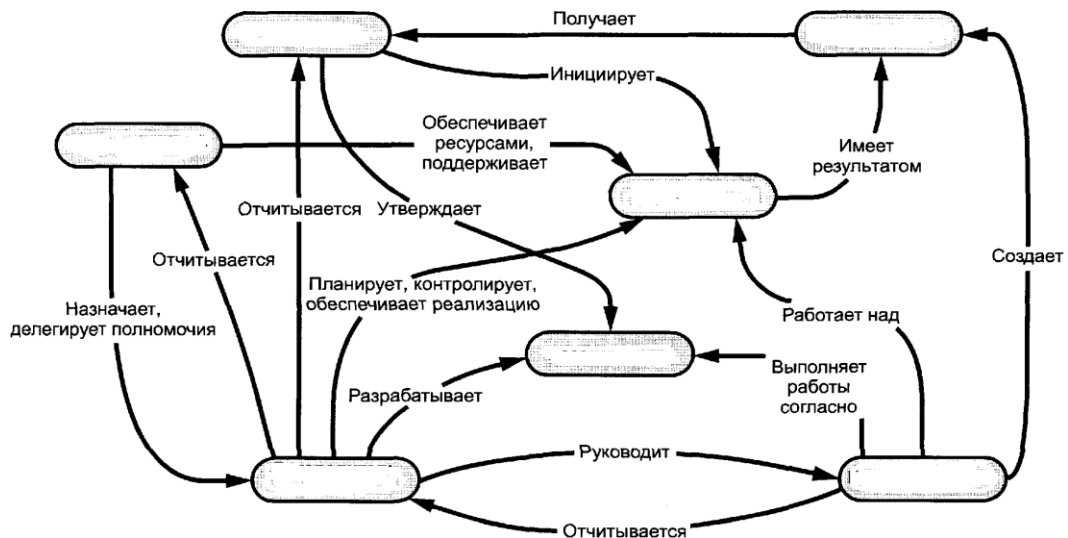 Получает
Инициирует
Обеспечивает
ресурсами,
поддерживает
Имеет
результатом
Отчитывается
Утверждает
Отчитывается
Создает
Планирует, контролирует,
обеспечивает реализацию
Назначает,
делегирует полномочия
Работает над
Разрабатывает
Выполняет
работы
согласно
Руководит
Отчитывается